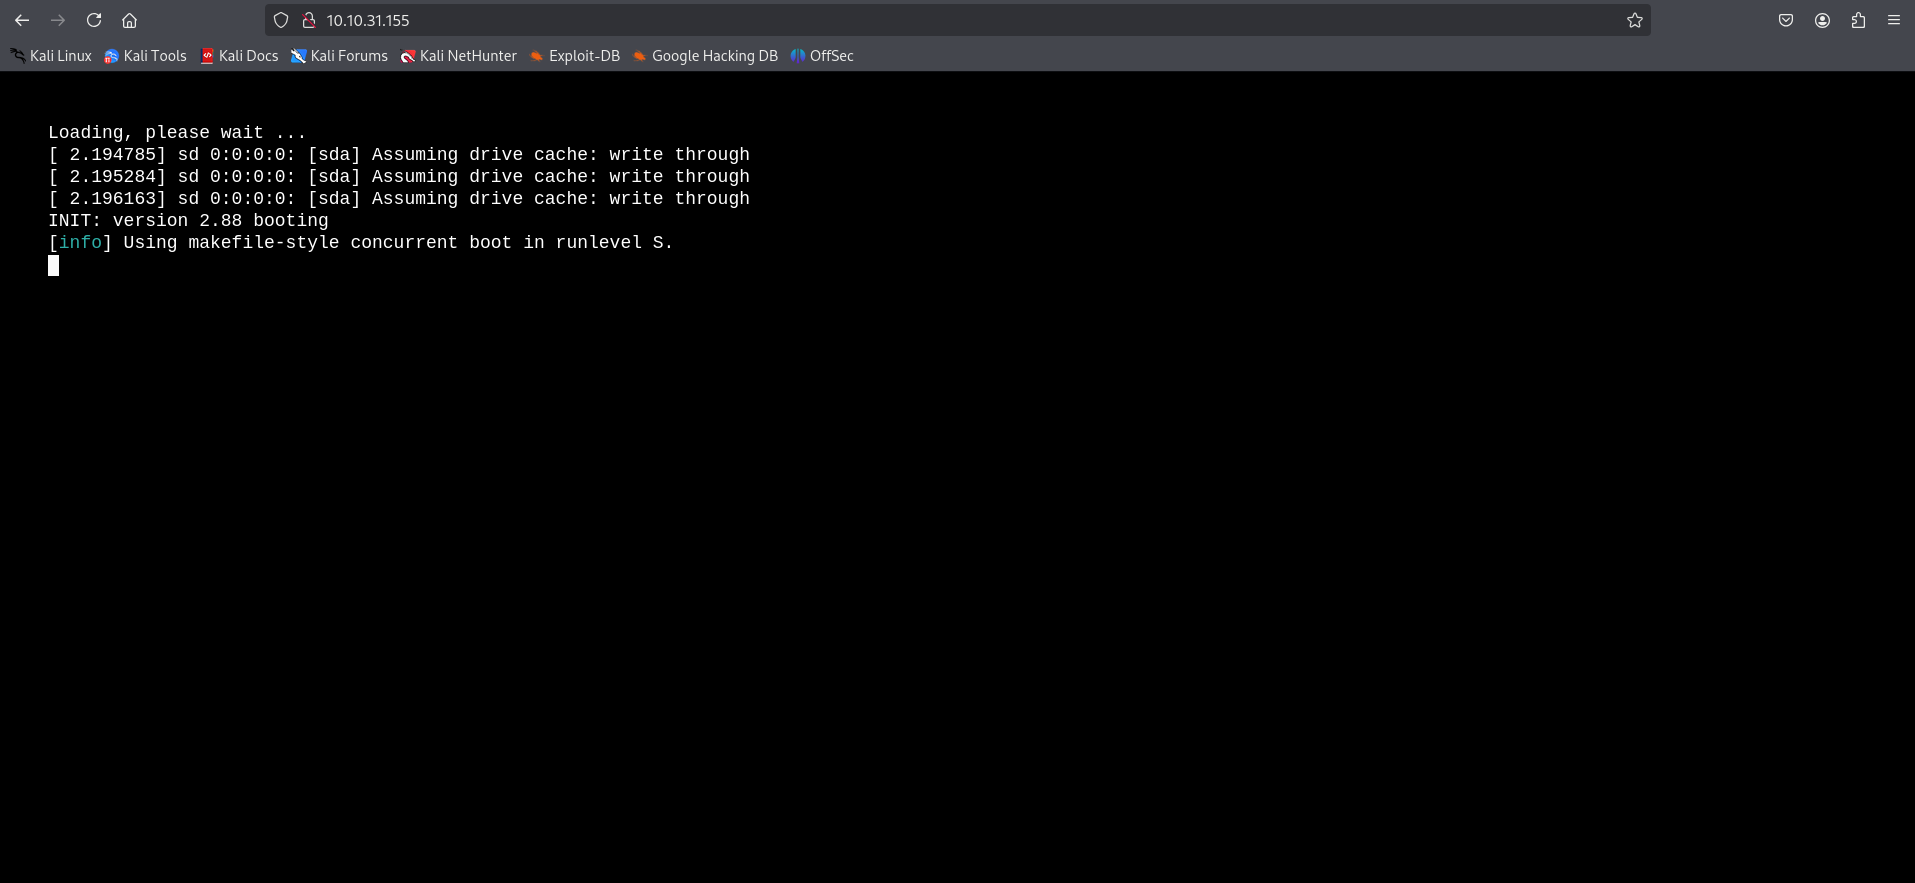 10.10.31.155
Kali Linux Kali Tools Kali Docs Kali Forums Kali NetHunter Exploit-DB Google Hacking DB OffSec
Loading, please wait ...
[ 2.194785] sd 0:0:0:0: [sda] Assuming drive cache: write through
[ 2.195284] sd 0:0:0:0: [sda] Assuming drive cache: write through
[ 2.196163] sd 0:0:0:0: [sda] Assuming drive cache: write through
INIT: version 2.88 booting
[info] Using makefile-style concurrent boot in runlevel S.